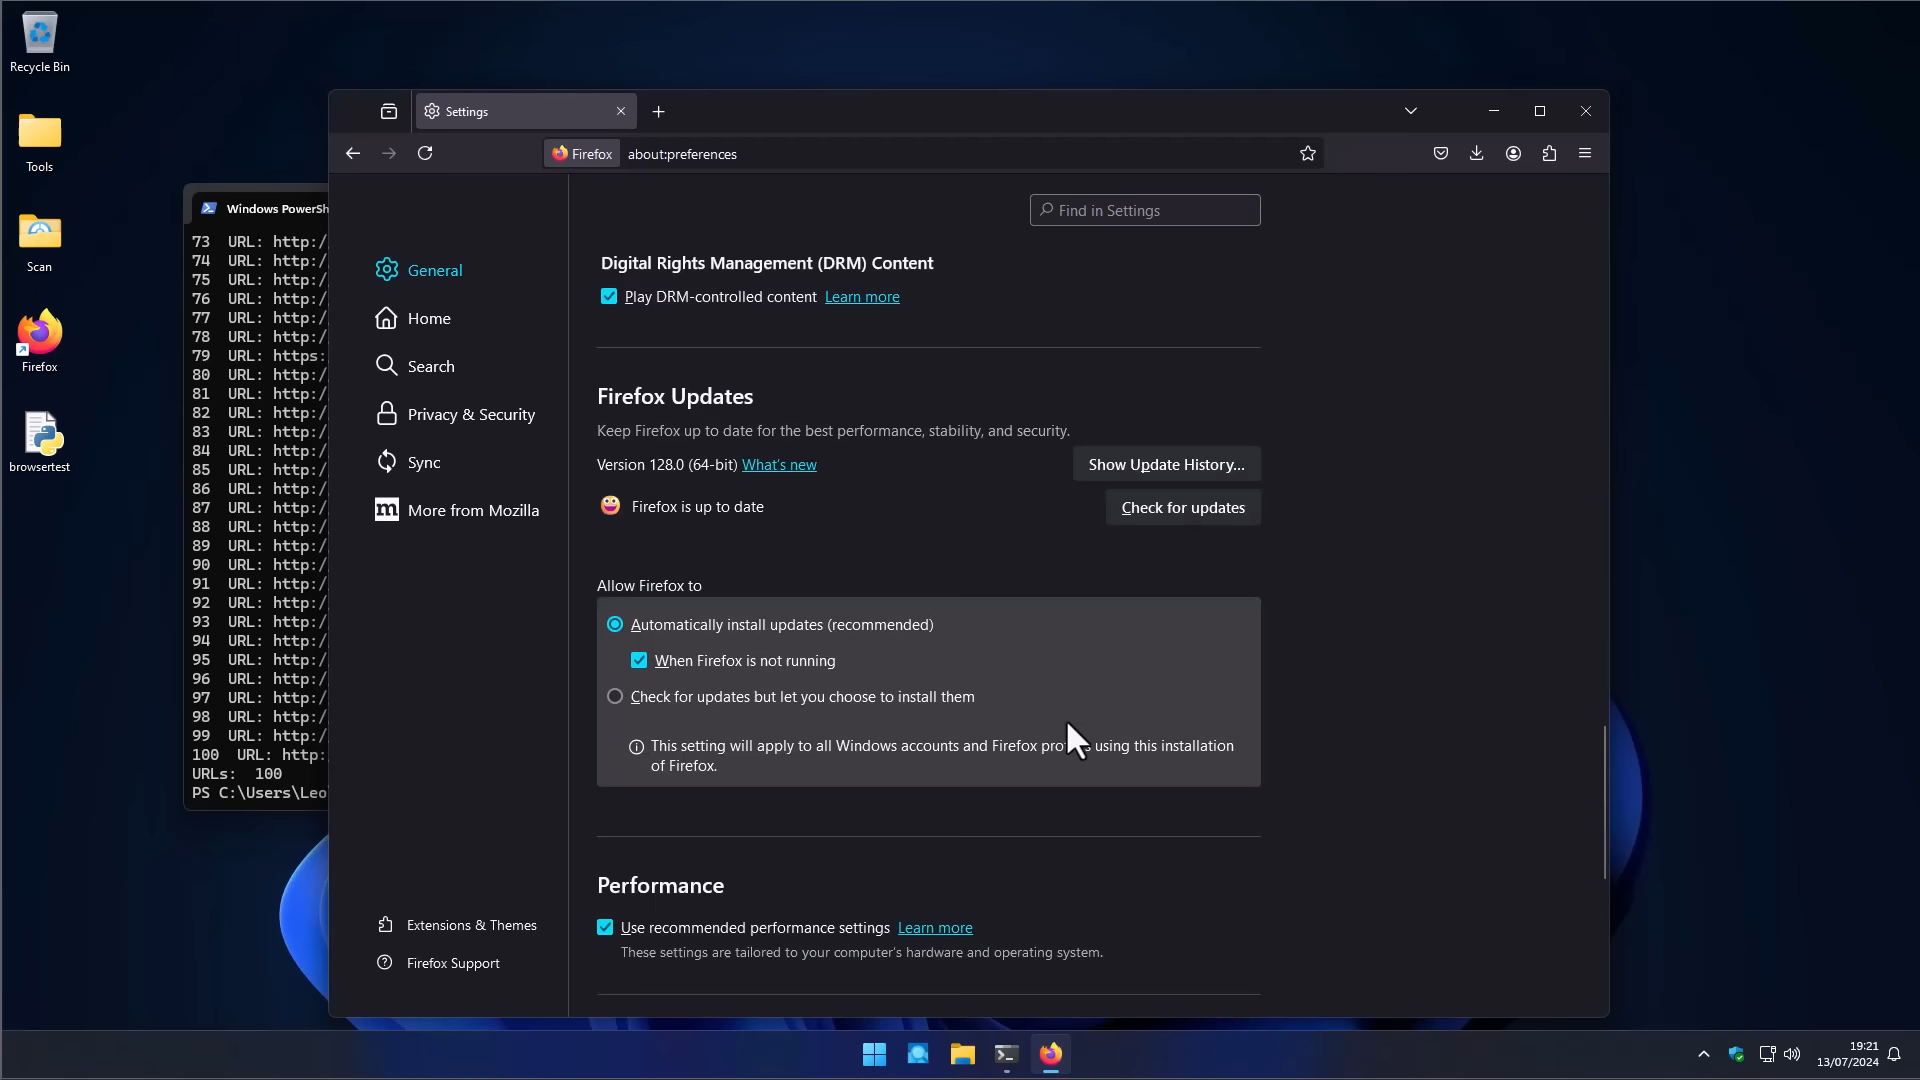 Recycle Bin
Tools
Scan
Firefox
browsertest
Windows PowerSh
73 URL: http:/
74 URL: http:/
75 URL: http:/
76 URL: http:/
77 URL: http:/
78 URL: http:/
79 URL: https:
80 URL: http:/
81 URL: http:/
82 URL: http:/
83 URL: http:/
84 URL: http:/
85 URL: http:/
86 URL: http:/
87 URL: http:/
88 URL: http:/
89 URL: http:/
90 URL: http:/
91 URL: http:/
92 URL: http:/
93 URL: http:/
94 URL: http:/
95 URL: http:/
96 URL: http:/
97 URL: http:/
98 URL: http:/
99 URL: http:/
100 URL: http:
URLs: 100
PS C:\Users\Leo
Settings
Firefox about:preferences
Find in Settings
General
Home
Search
Privacy & Security
Sync
More from Mozilla
Extensions & Themes
Firefox Support
Digital Rights Management (DRM) Content
Play DRM-controlled content Learn more
Firefox Updates
Keep Firefox up to date for the best performance, stability, and security.
Version 128.0 (64-bit) What's new
Show Update History...
Firefox is up to date
Check for updates
Allow Firefox to
Automatically install updates (recommended)
When Firefox is not running
Check for updates but let you choose to install them
This setting will apply to all Windows accounts and Firefox using this installation
of Firefox.
Performance
Use recommended performance settings Learn more
These settings are tailored to your computer's hardware and operating system.
19:21
13/07/2024